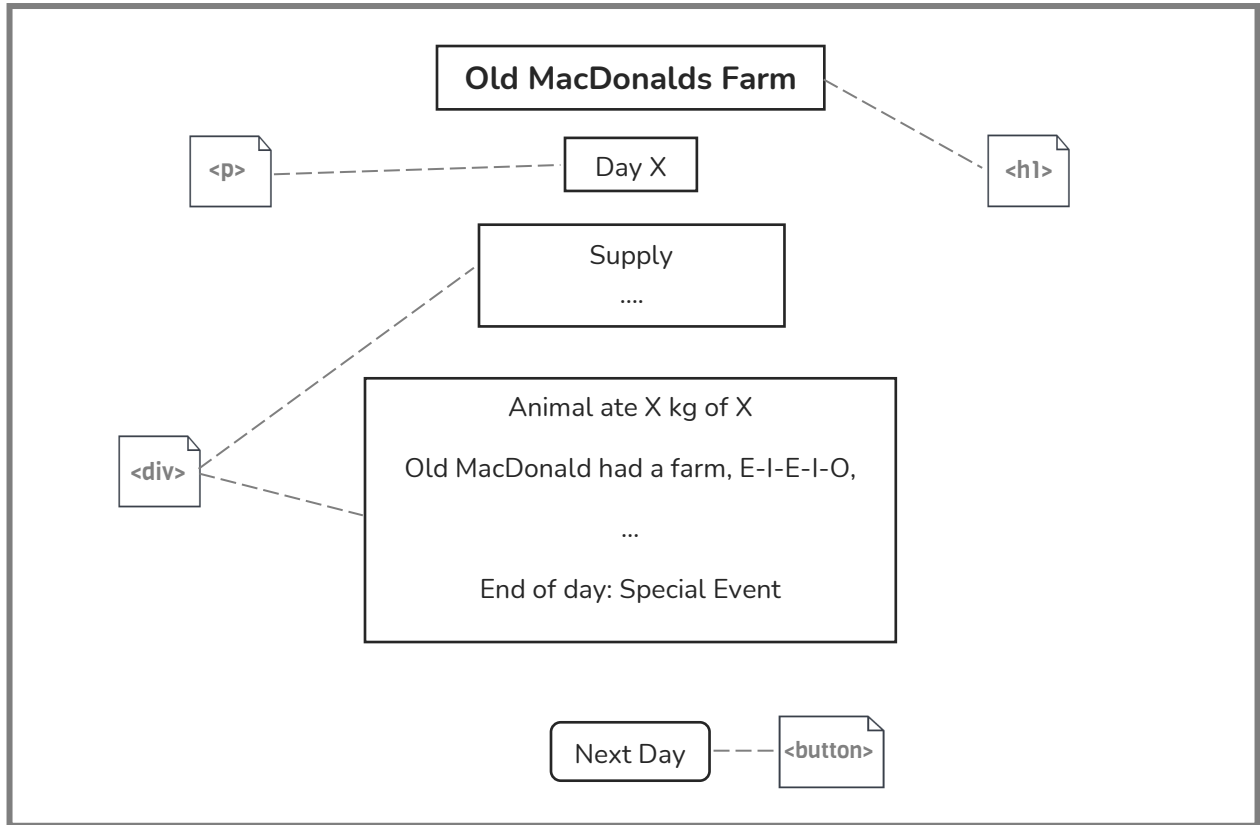 Old MacDonalds Farm
<p>
Day X
<h1>
Supply
....
Animal ate X kg of X
<div>
Old MacDonald had a farm, E-I-E-I-O,
...
End of day: Special Event
Next Day
<button>